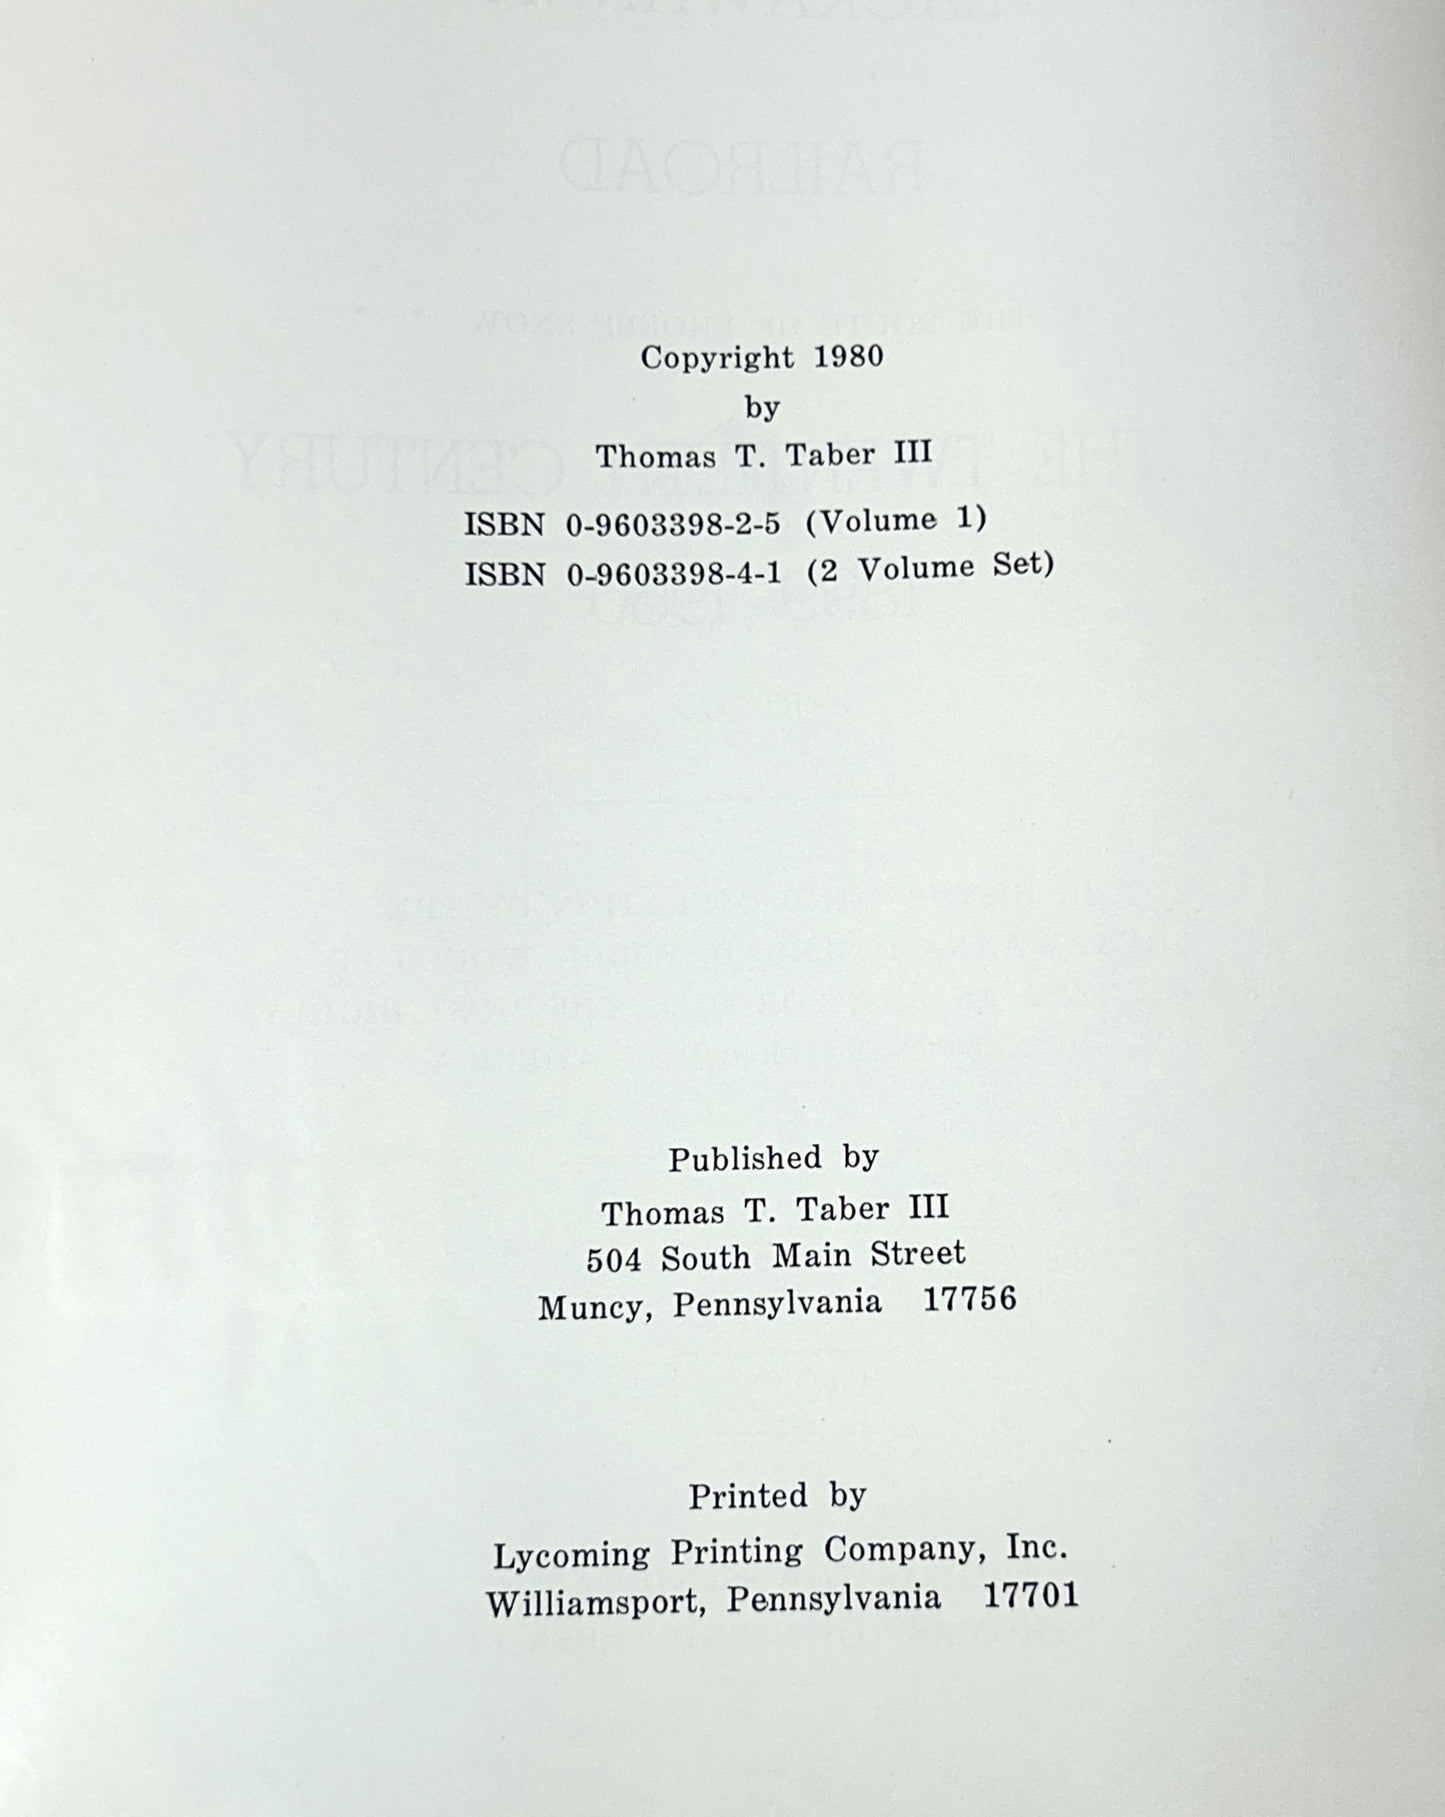 Copyright 1980
by
Thomas T. Taber III
ISBN 0-9603398-2-5 (Volume 1)
ISBN 0-9603398-4-1 (2 Volume Set)
Published by
Thomas T. Taber III
504 South Main Street
Muncy, Pennsylvania 17756
Printed by
Lycoming Printing Company, Inc.
Williamsport, Pennsylvania 17701